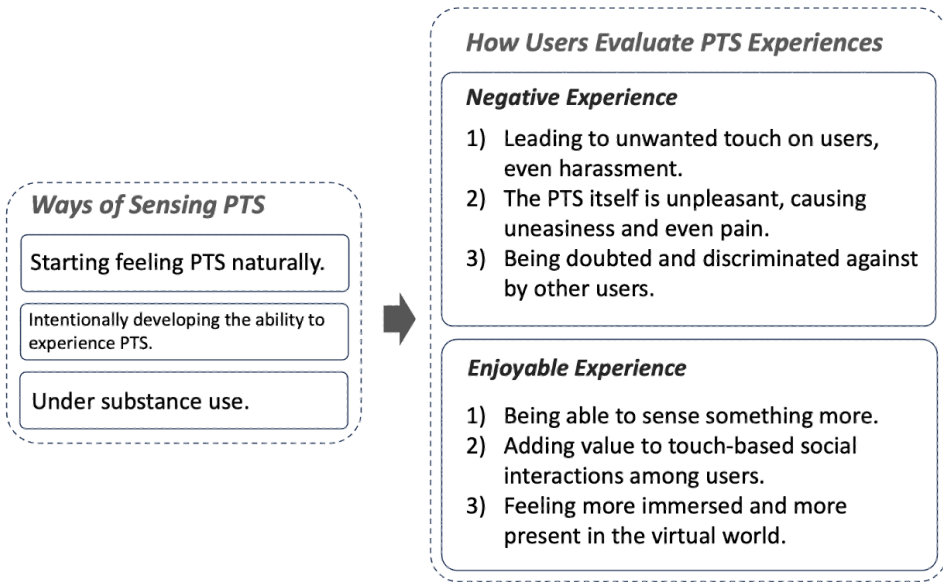 Ways of Sensing PTS
Starting feeling PTS naturally.
Intentionally developing the ability to
experience PTS.
Under substance use.
How Users Evaluate PTS Experiences
Negative Experience
1) Leading to unwanted touch on users,
even harassment.
2) The PTS itself is unpleasant, causing
uneasiness and even pain.
3) Being doubted and discriminated against
by other users.
Enjoyable Experience
1) Being able to sense something more.
2) Adding value to touch-based social
interactions among users.
3) Feeling more immersed and more
present in the virtual world.